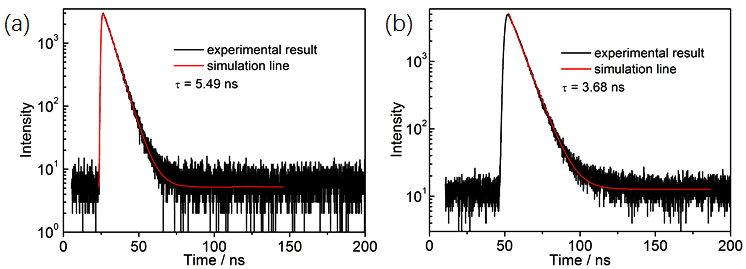 (a)
10³
10²
10¹
10⁰
Intensity
experimental result
simulation line
τ = 5.49 ns
0 50 100 150 200
Time / ns
(b)
10³
10²
10¹
Intensity
experimental result
simulation line
τ = 3.68 ns
0 50 100 150 200
Time / ns